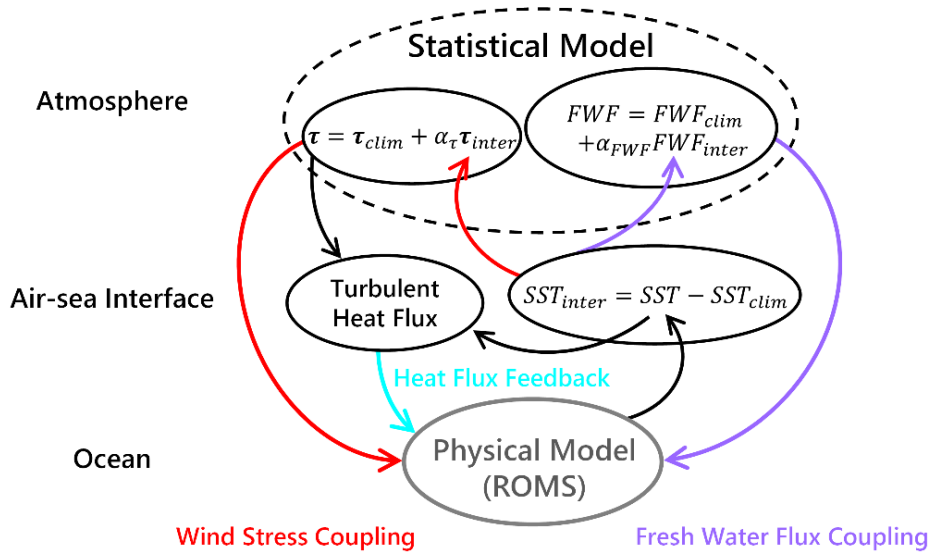 Statistical Model
Atmosphere
τ = τ_clim + α_τ τ_inter
FWF = FWF_clim
+α_FWF FWF_inter
Air-sea Interface
Turbulent
Heat Flux
SST_inter = SST − SST_clim
Heat Flux Feedback
Ocean
Physical Model
(ROMS)
Wind Stress Coupling
Fresh Water Flux Coupling